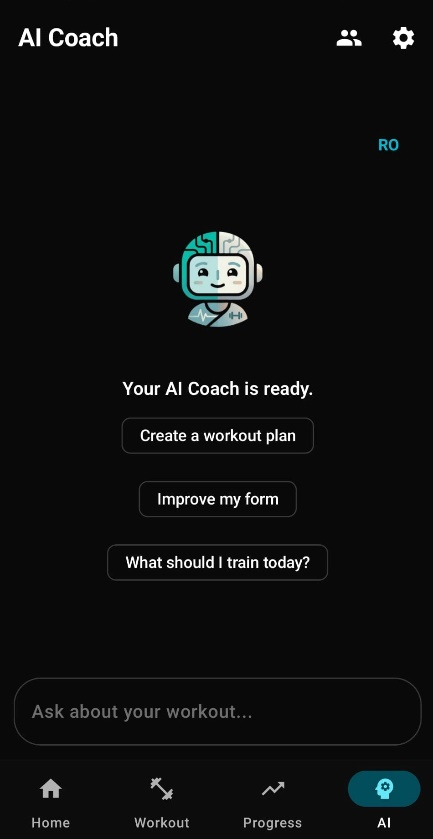 AI Coach
RO
Your AI Coach is ready.
Create a workout plan
Improve my form
What should I train today?
Ask about your workout...
Home
Workout
Progress
AI